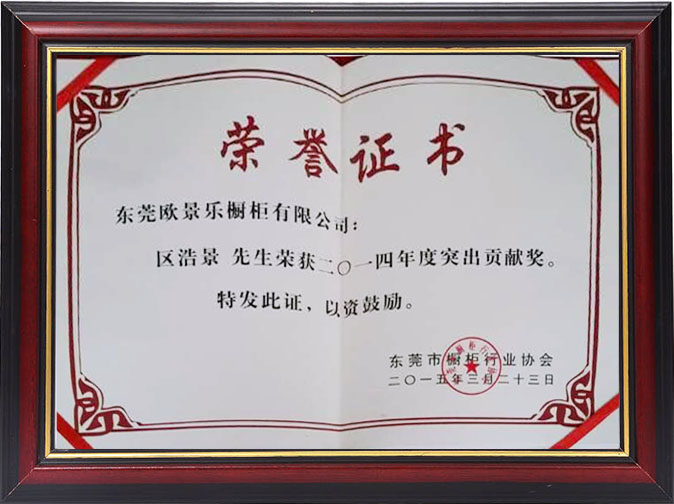 荣誉证书
东莞欧景乐橱柜有限公司：
区浩景 先生荣获二〇一四年度突出贡献奖。
特发此证，以资鼓励。
东莞市橱柜行业协会
二〇一五年三月二十三日